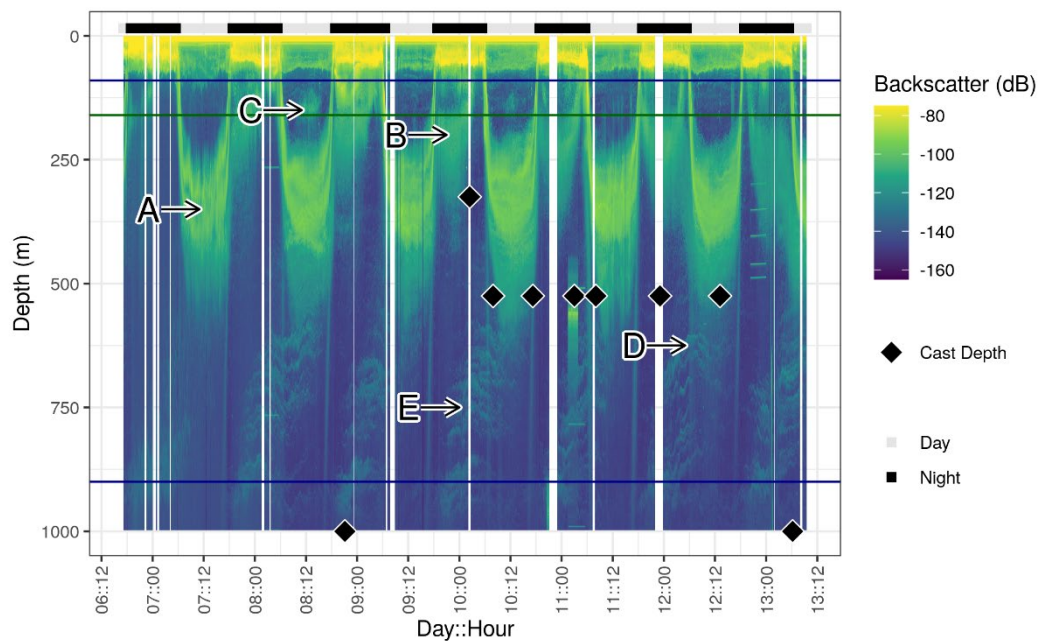 0
250
500
750
1000
Depth (m)
A
C
B
E
D
06::12
07::00
07::12
08::00
08::12
09::00
09::12
10::00
10::12
11::00
11::12
12::00
12::12
13::00
13::12
Day::Hour
Backscatter (dB)
-80
-100
-120
-140
-160
Cast Depth
Day
Night